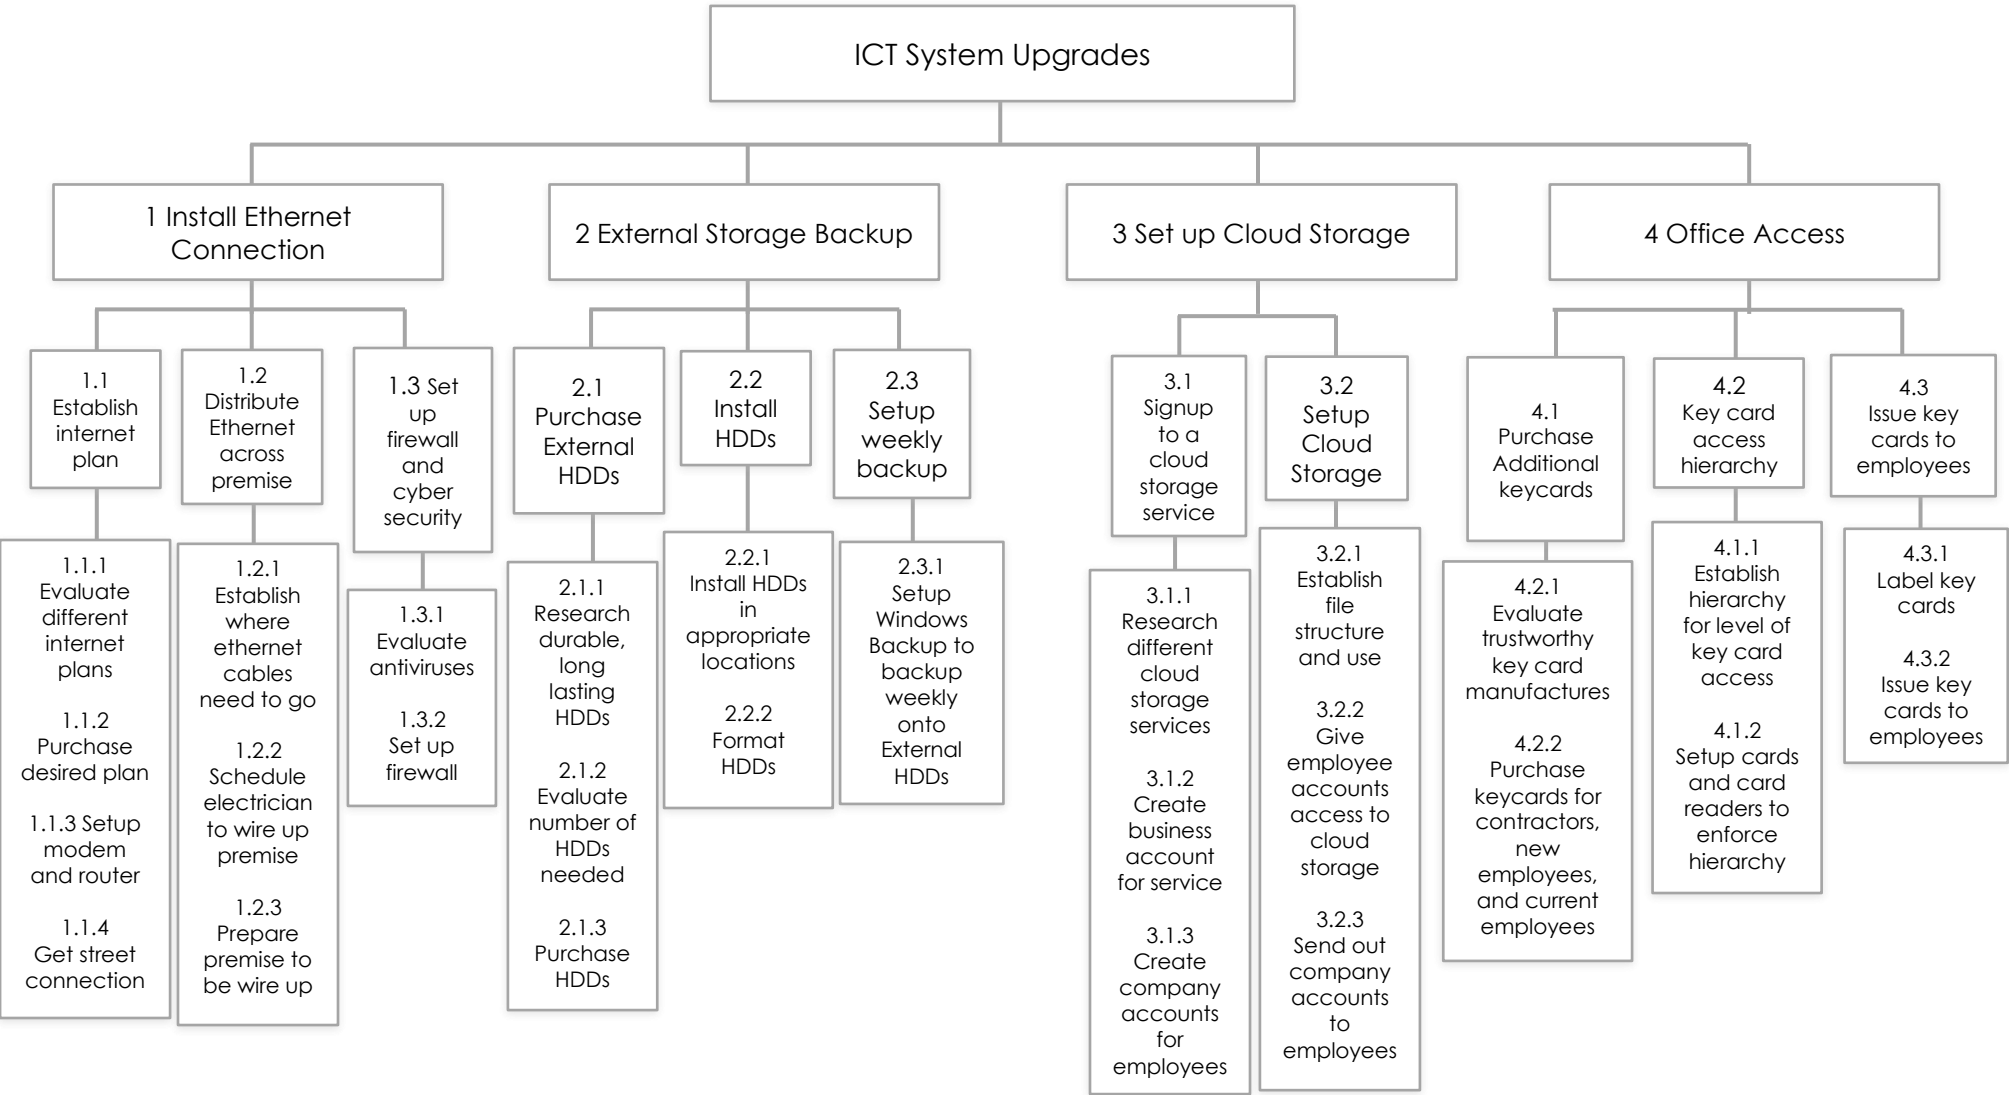 ICT System Upgrades
1 Install Ethernet
Connection
2 External Storage Backup
3 Set up Cloud Storage
4 Office Access
1.1
Establish
internet
plan
1.2
Distribute
Ethernet
across
premise
1.3 Set
up
firewall
and
cyber
security
2.1
Purchase
External
HDDs
2.2
Install
HDDs
2.3
Setup
weekly
backup
3.1
Signup
to a
cloud
storage
service
3.2
Setup
Cloud
Storage
4.1
Purchase
Additional
keycards
4.2
Key card
access
hierarchy
4.3
Issue key
cards to
employees
1.1.1
Evaluate
different
internet
plans
1.1.2
Purchase
desired plan
1.1.3 Setup
modem
and router
1.1.4
Get street
connection
1.2.1
Establish
where
ethernet
cables
need to go
1.2.2
Schedule
electrician
to wire up
premise
1.2.3
Prepare
premise to
be wire up
1.3.1
Evaluate
antiviruses
1.3.2
Set up
firewall
2.1.1
Research
durable,
long
lasting
HDDs
2.1.2
Evaluate
number of
HDDs
needed
2.1.3
Purchase
HDDs
2.2.1
Install HDDs
in
appropriate
locations
2.2.2
Format
HDDs
2.3.1
Setup
Windows
Backup to
backup
weekly
onto
External
HDDs
3.1.1
Research
different
cloud
storage
services
3.1.2
Create
business
account
for service
3.1.3
Create
company
accounts
for
employees
3.2.1
Establish
file
structure
and use
3.2.2
Give
employee
accounts
access to
cloud
storage
3.2.3
Send out
company
accounts
to
employees
4.2.1
Evaluate
trustworthy
key card
manufactures
4.2.2
Purchase
keycards for
contractors,
new
employees,
and current
employees
4.1.1
Establish
hierarchy
for level of
key card
access
4.1.2
Setup cards
and card
readers to
enforce
hierarchy
4.3.1
Label key
cards
4.3.2
Issue key
cards to
employees